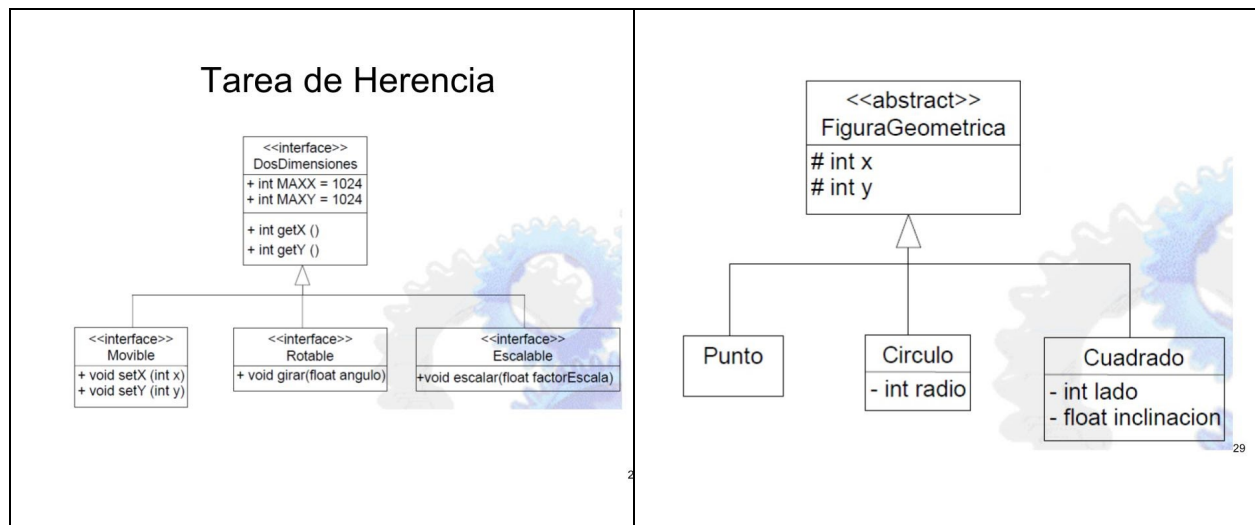 Tarea de Herencia
<<interface>>
DosDimensiones
+ int MAXX = 1024
+ int MAXY = 1024
+ int getX ()
+ int getY ()
<<interface>>
Movible
+ void setX (int x)
+ void setY (int y)
<<interface>>
Rotable
+ void girar(float angulo)
<<interface>>
Escalable
+void escalar(float factorEscala)
2
<<abstract>>
FiguraGeometrica
# int x
# int y
Punto
Circulo
- int radio
Cuadrado
- int lado
- float inclinacion
29